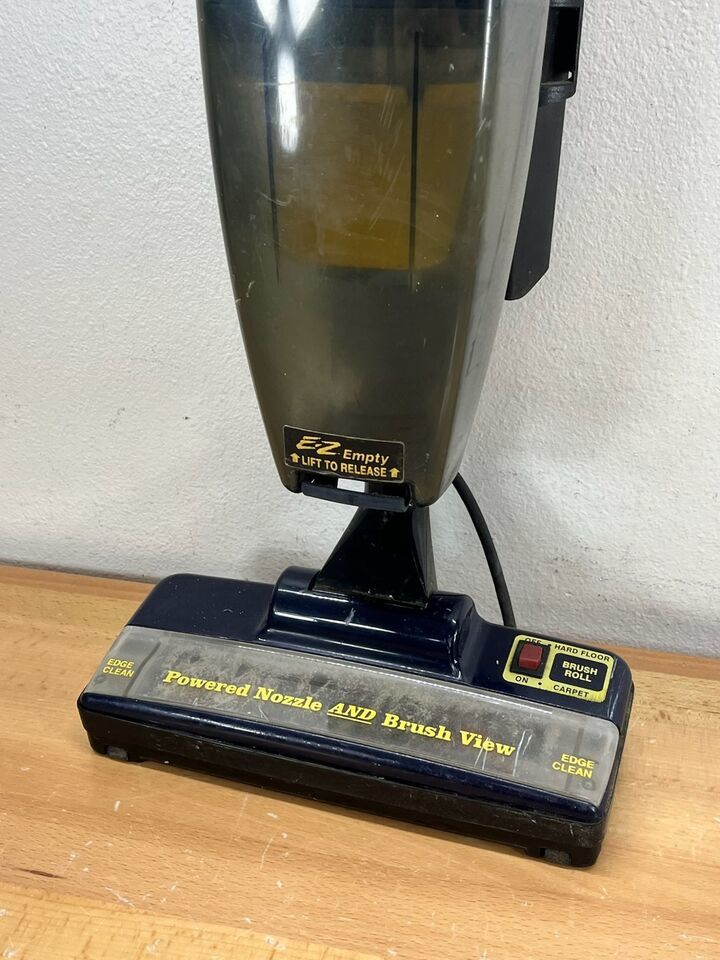 E-Z Empty
↑ LIFT TO RELEASE ↑
EDGE
CLEAN
Powered Nozzle AND Brush View
OFF • HARD FLOOR
BRUSH
ROLL
ON • CARPET
EDGE
CLEAN